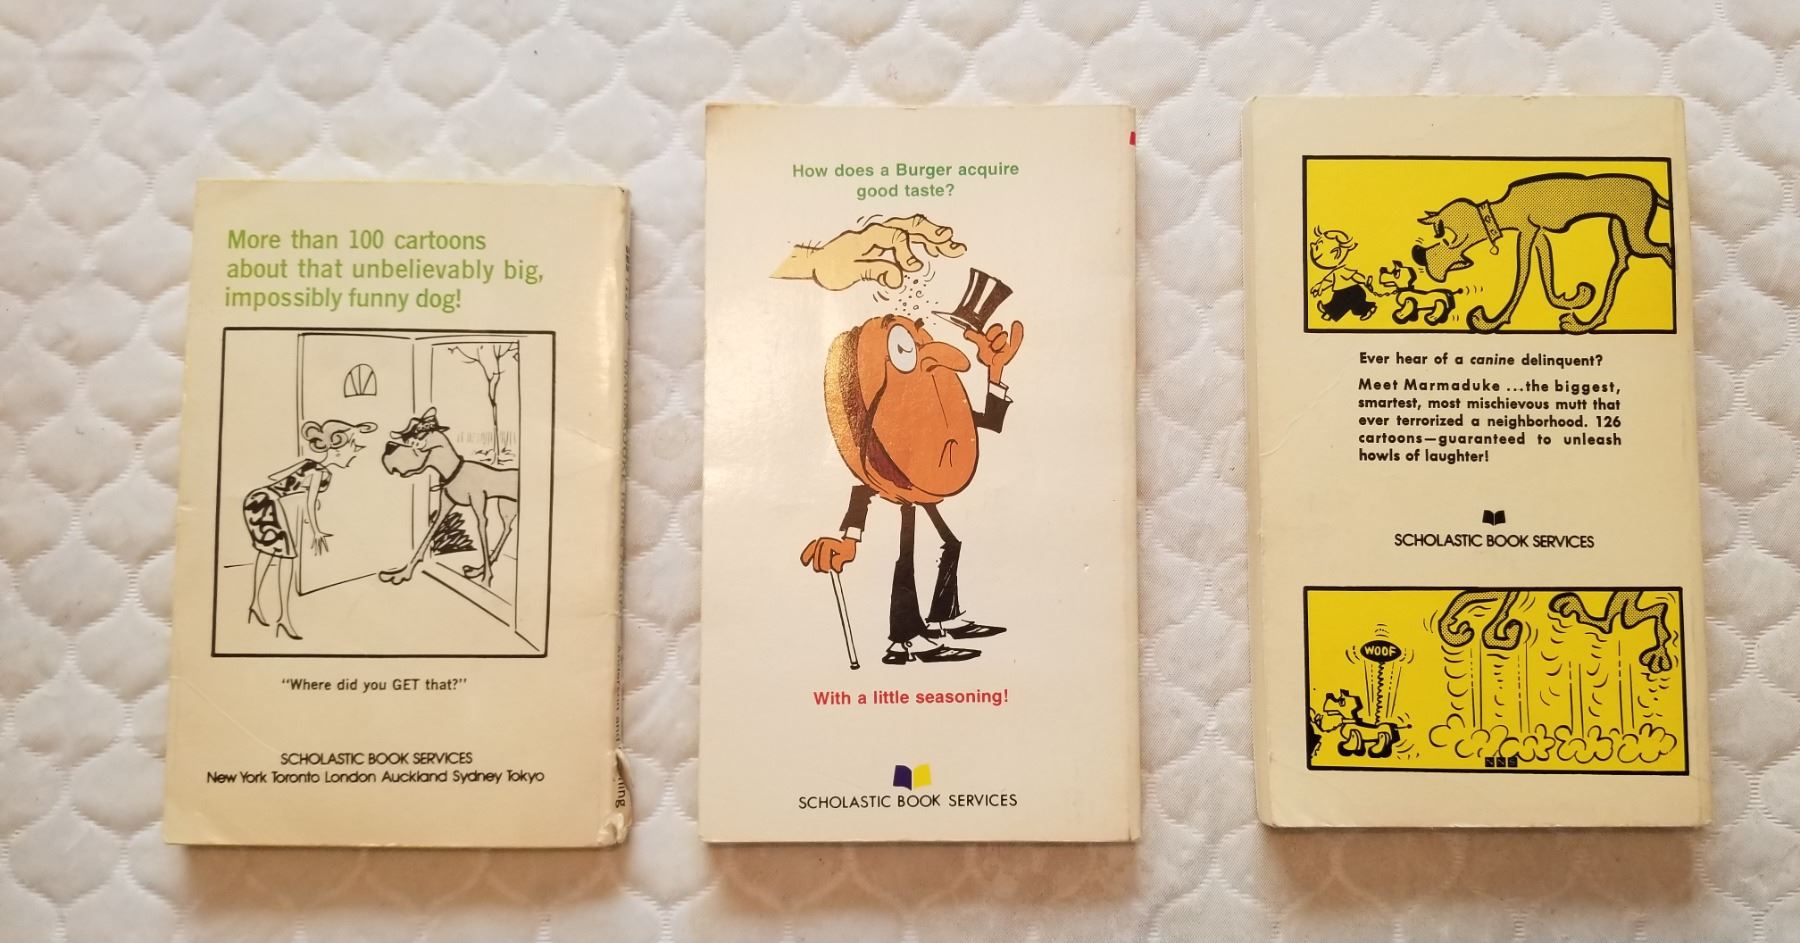 More than 100 cartoons
about that unbelievably big,
impossibly funny dog!
"Where did you GET that?"
SCHOLASTIC BOOK SERVICES
New York Toronto London Auckland Sydney Tokyo
How does a Burger acquire
good taste?
With a little seasoning!
SCHOLASTIC BOOK SERVICES
Ever hear of a canine delinquent?
Meet Marmaduke ...the biggest,
smartest, most mischievous mutt that
ever terrorized a neighborhood. 126
cartoons—guaranteed to unleash
howls of laughter!
SCHOLASTIC BOOK SERVICES
WOOF